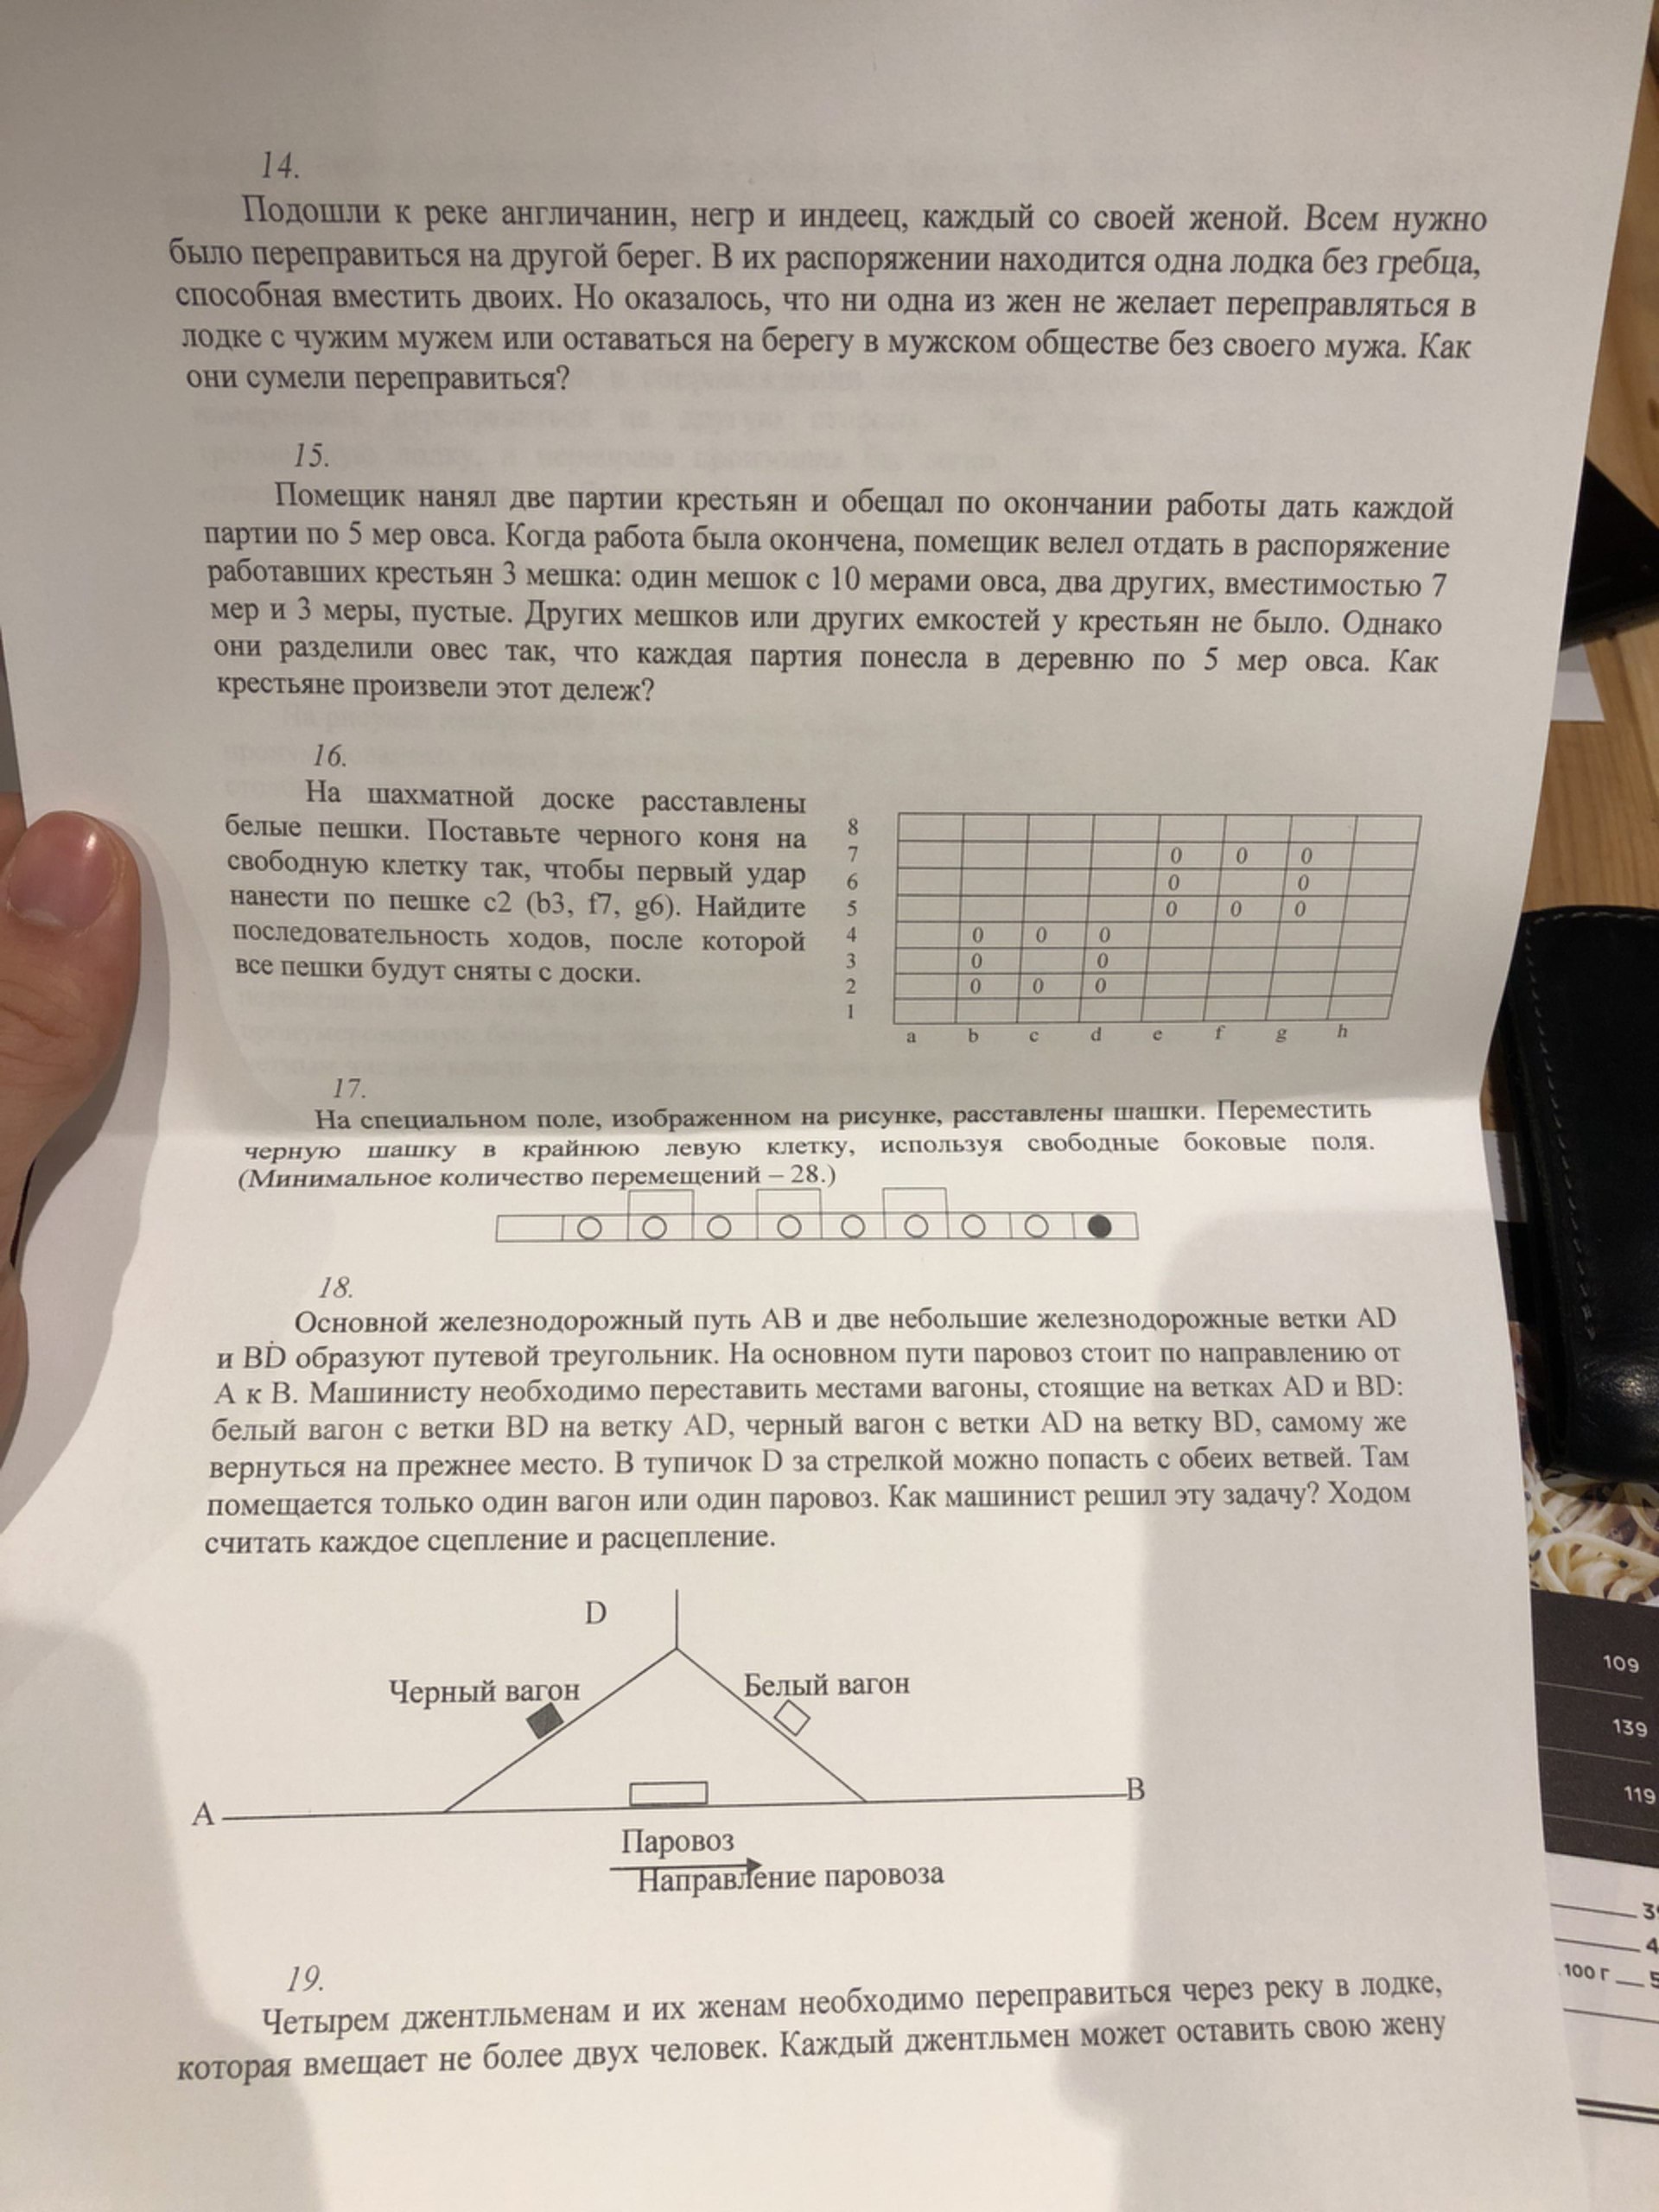 14.
Подошли к реке англичанин, негр и индеец, каждый со своей женой. Всем нужно
было переправиться на другой берег. В их распоряжении находится одна лодка без гребца,
способная вместить двоих. Но оказалось, что ни одна из жен не желает переправляться в
лодке с чужим мужем или оставаться на берегу в мужском обществе без своего мужа. Как
они сумели переправиться?
15.
Помещик нанял две партии крестьян и обещал по окончании работы дать каждой
партии по 5 мер овса. Когда работа была окончена, помещик велел отдать в распоряжение
работавших крестьян 3 мешка: один мешок с 10 мерами овса, два других, вместимостью 7
мер и 3 меры, пустые. Других мешков или других емкостей у крестьян не было. Однако
они разделили овес так, что каждая партия понесла в деревню по 5 мер овса. Как
крестьяне произвели этот дележ?
16.
На шахматной доске расставлены
белые пешки. Поставьте черного коня на
свободную клетку так, чтобы первый удар
нанести по пешке c2 (b3, f7, g6). Найдите
последовательность ходов, после которой
все пешки будут сняты с доски.
8
7 0 0 0
6 0 0
5 0 0 0
4 0 0 0
3 0 0
2 0 0 0
1
a b c d e f g h
17.
На специальном поле, изображенном на рисунке, расставлены шашки. Переместить
черную шашку в крайнюю левую клетку, используя свободные боковые поля.
(Минимальное количество перемещений – 28.)
18.
Основной железнодорожный путь АВ и две небольшие железнодорожные ветки AD
и BD образуют путевой треугольник. На основном пути паровоз стоит по направлению от
А к В. Машинисту необходимо переставить местами вагоны, стоящие на ветках AD и BD:
белый вагон с ветки BD на ветку AD, черный вагон с ветки AD на ветку BD, самому же
вернуться на прежнее место. В тупичок D за стрелкой можно попасть с обеих ветвей. Там
помещается только один вагон или один паровоз. Как машинист решил эту задачу? Ходом
считать каждое сцепление и расцепление.
D
Черный вагон
Белый вагон
A
B
Паровоз
Направление паровоза
19.
Четырем джентльменам и их женам необходимо переправиться через реку в лодке,
которая вмещает не более двух человек. Каждый джентльмен может оставить свою жену
109
139
119
100 г